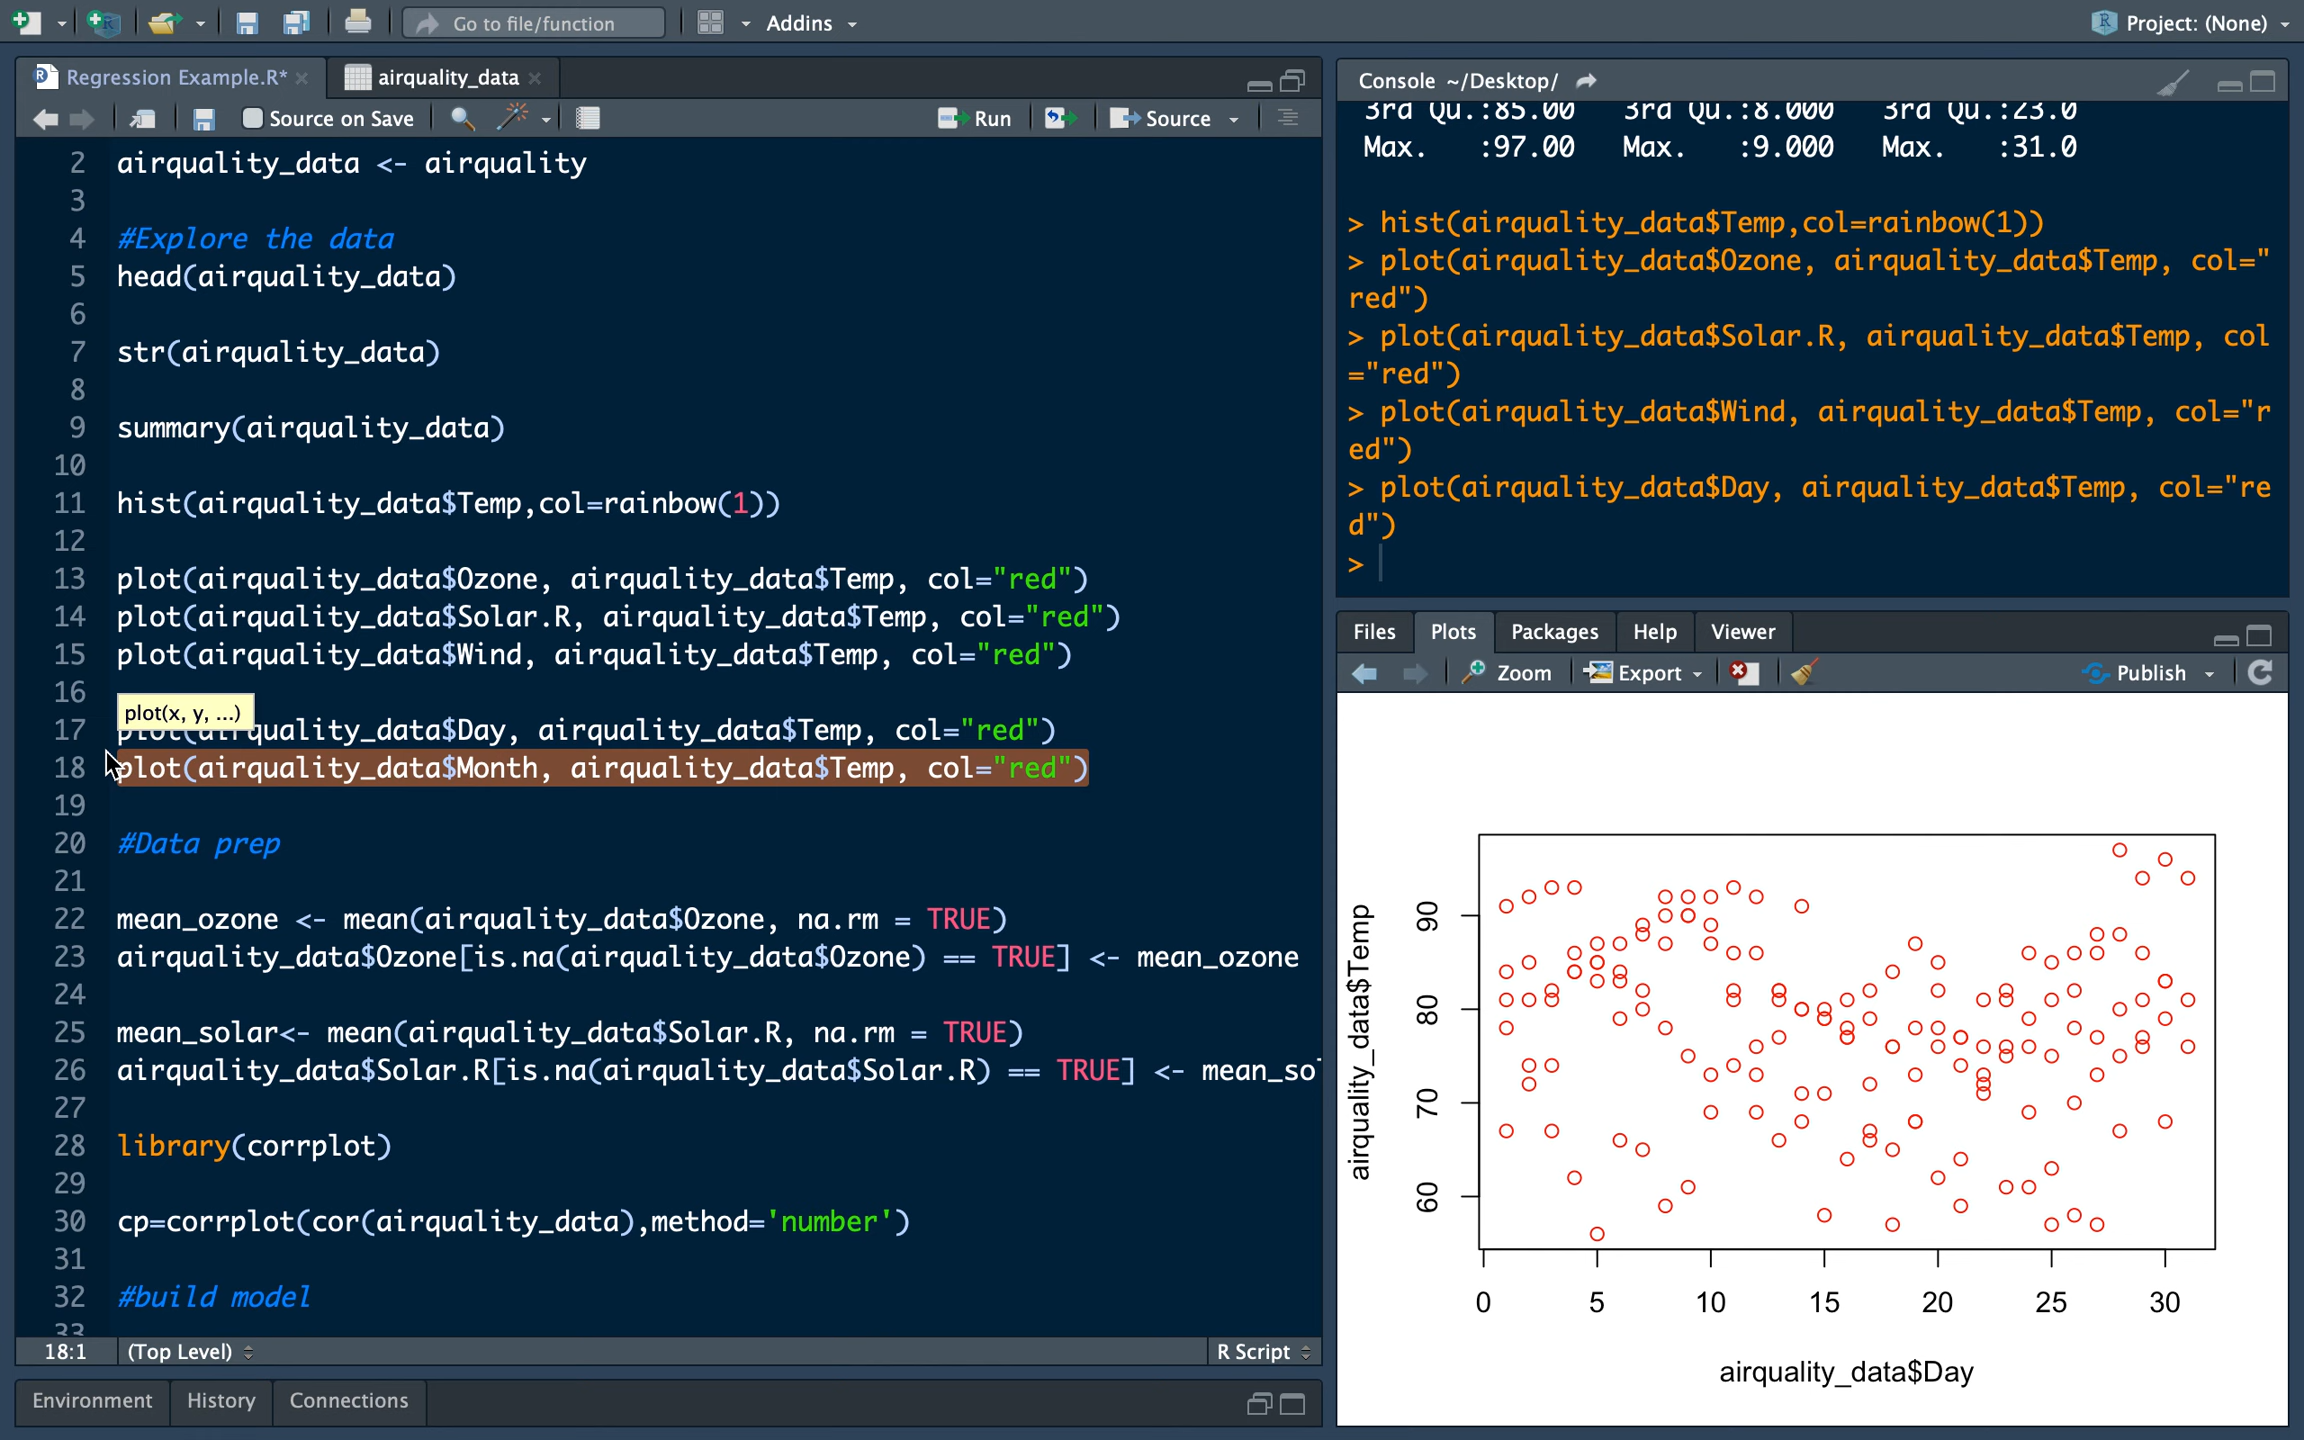 Go to file/function
Addins
Project: (None)
Regression Example.R*
airquality_data
Source on Save
Run
Source
2 airquality_data <- airquality
3
4 #Explore the data
5 head(airquality_data)
6
7 str(airquality_data)
8
9 summary(airquality_data)
10
11 hist(airquality_data$Temp,col=rainbow(1))
12
13 plot(airquality_data$Ozone, airquality_data$Temp, col="red")
14 plot(airquality_data$Solar.R, airquality_data$Temp, col="red")
15 plot(airquality_data$Wind, airquality_data$Temp, col="red")
16
plot(x, y, ...)
17 plot(airquality_data$Day, airquality_data$Temp, col="red")
18 plot(airquality_data$Month, airquality_data$Temp, col="red")
19
20 #Data prep
21
22 mean_ozone <- mean(airquality_data$Ozone, na.rm = TRUE)
23 airquality_data$Ozone[is.na(airquality_data$Ozone) == TRUE] <- mean_ozone
24
25 mean_solar<- mean(airquality_data$Solar.R, na.rm = TRUE)
26 airquality_data$Solar.R[is.na(airquality_data$Solar.R) == TRUE] <- mean_so
27
28 library(corrplot)
29
30 cp=corrplot(cor(airquality_data),method='number')
31
32 #build model
33
18:1 (Top Level) R Script
Environment History Connections
Console ~/Desktop/
3rd Qu.:85.00 3rd Qu.:8.000 3rd Qu.:23.0
Max. :97.00 Max. :9.000 Max. :31.0
> hist(airquality_data$Temp,col=rainbow(1))
> plot(airquality_data$Ozone, airquality_data$Temp, col="
red")
> plot(airquality_data$Solar.R, airquality_data$Temp, col
="red")
> plot(airquality_data$Wind, airquality_data$Temp, col="r
ed")
> plot(airquality_data$Day, airquality_data$Temp, col="re
d")
>
Files Plots Packages Help Viewer
Zoom Export Publish
airquality_data$Temp
90
80
70
60
0 5 10 15 20 25 30
airquality_data$Day